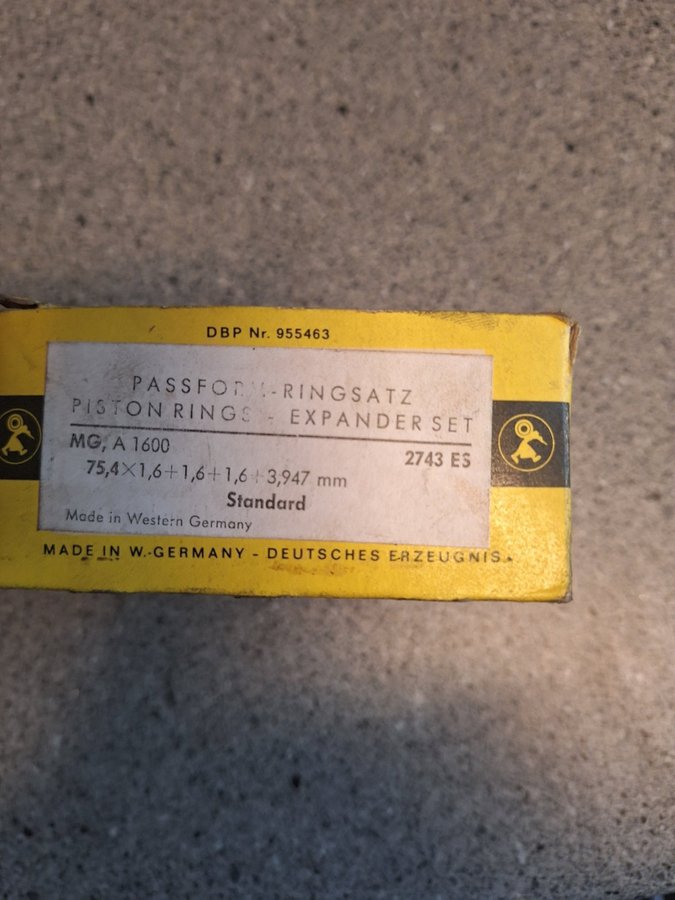 DBP Nr. 955463
-RINGSATZ
PISTON RINGS - EXPANDER SET
MG, A 1600
2743 ES
75,4×1,6+1,6+1,6+3,947 mm
Standard
Made in Western Germany
MADE IN W.-GERMANY - DEUTSCHES ERZEUGNIS